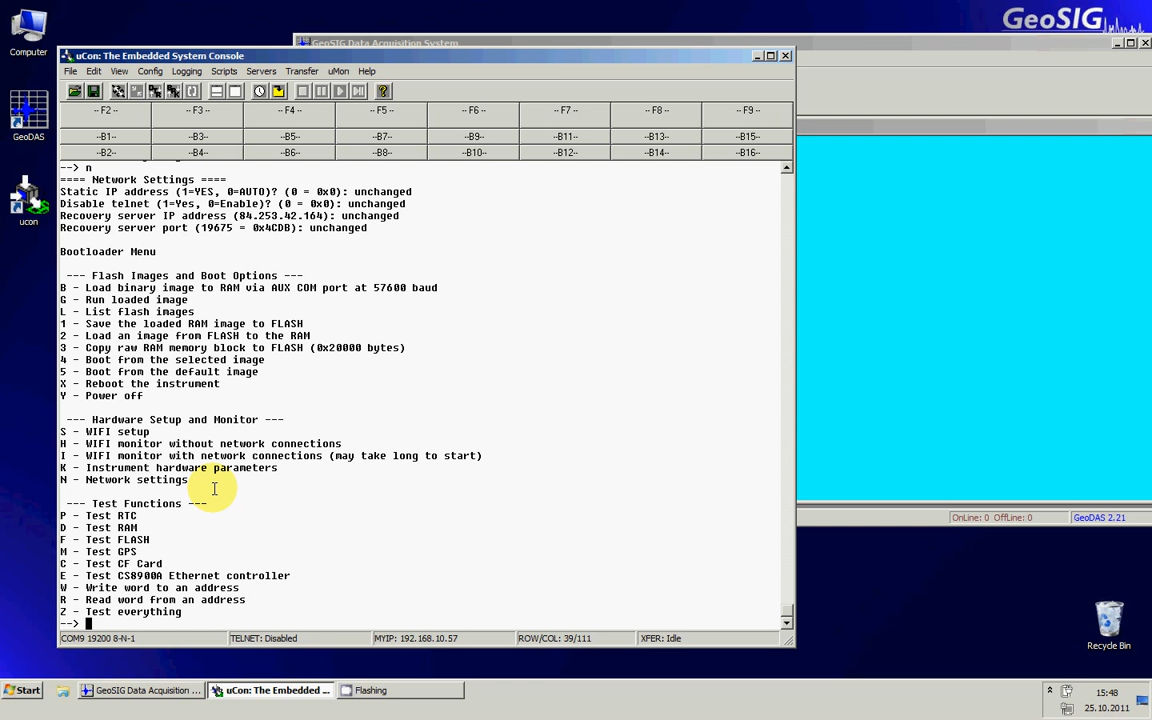 GeoSIG
Computer
GeoSIG Data Acquisition System
uCon: The Embedded System Console
File Edit View Config Logging Scripts Servers Transfer uMon Help
-- F2 -- -- F3 -- -- F4 -- -- F5 -- -- F6 -- -- F7 -- -- F8 -- -- F9 --
--B1-- --B3-- --B5-- --B7-- --B9-- --B11-- --B13-- --B15--
--B2-- --B4-- --B6-- --B8-- --B10-- --B12-- --B14-- --B16--
GeoDAS
ucon
--> n
==== Network Settings ====
Static IP address (1=YES, 0=AUTO)? (0 = 0x0): unchanged
Disable telnet (1=Yes, 0=Enable)? (0 = 0x0): unchanged
Recovery server IP address (84.253.42.164): unchanged
Recovery server port (19675 = 0x4CDB): unchanged
Bootloader Menu
--- Flash Images and Boot Options ---
B - Load binary image to RAM via AUX COM port at 57600 baud
G - Run loaded image
L - List flash images
1 - Save the loaded RAM image to FLASH
2 - Load an image from FLASH to the RAM
3 - Copy raw RAM memory block to FLASH (0x20000 bytes)
4 - Boot from the selected image
5 - Boot from the default image
X - Reboot the instrument
Y - Power off
--- Hardware Setup and Monitor ---
S - WIFI setup
H - WIFI monitor without network connections
I - WIFI monitor with network connections (may take long to start)
K - Instrument hardware parameters
N - Network settings
--- Test Functions ---
P - Test RTC
D - Test RAM
F - Test FLASH
M - Test GPS
C - Test CF Card
E - Test CS8900A Ethernet controller
W - Write word to an address
R - Read word from an address
Z - Test everything
-->
COM9 19200 8-N-1 TELNET: Disabled MYIP: 192.168.10.57 ROW/COL: 39/111 XFER: Idle
OnLine: 0 OffLine: 0 GeoDAS 2.21
Recycle Bin
Start GeoSIG Data Acquisition ... uCon: The Embedded ... Flashing
15:48
25.10.2011